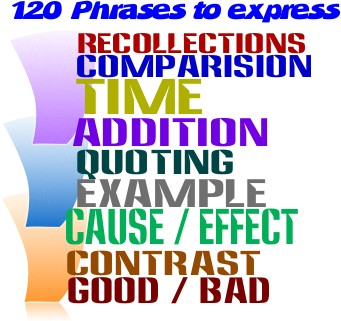 120 Phrases to express
RECOLLECTIONS
COMPARISION
TIME
ADDITION
QUOTING
EXAMPLE
CAUSE / EFFECT
CONTRAST
GOOD / BAD